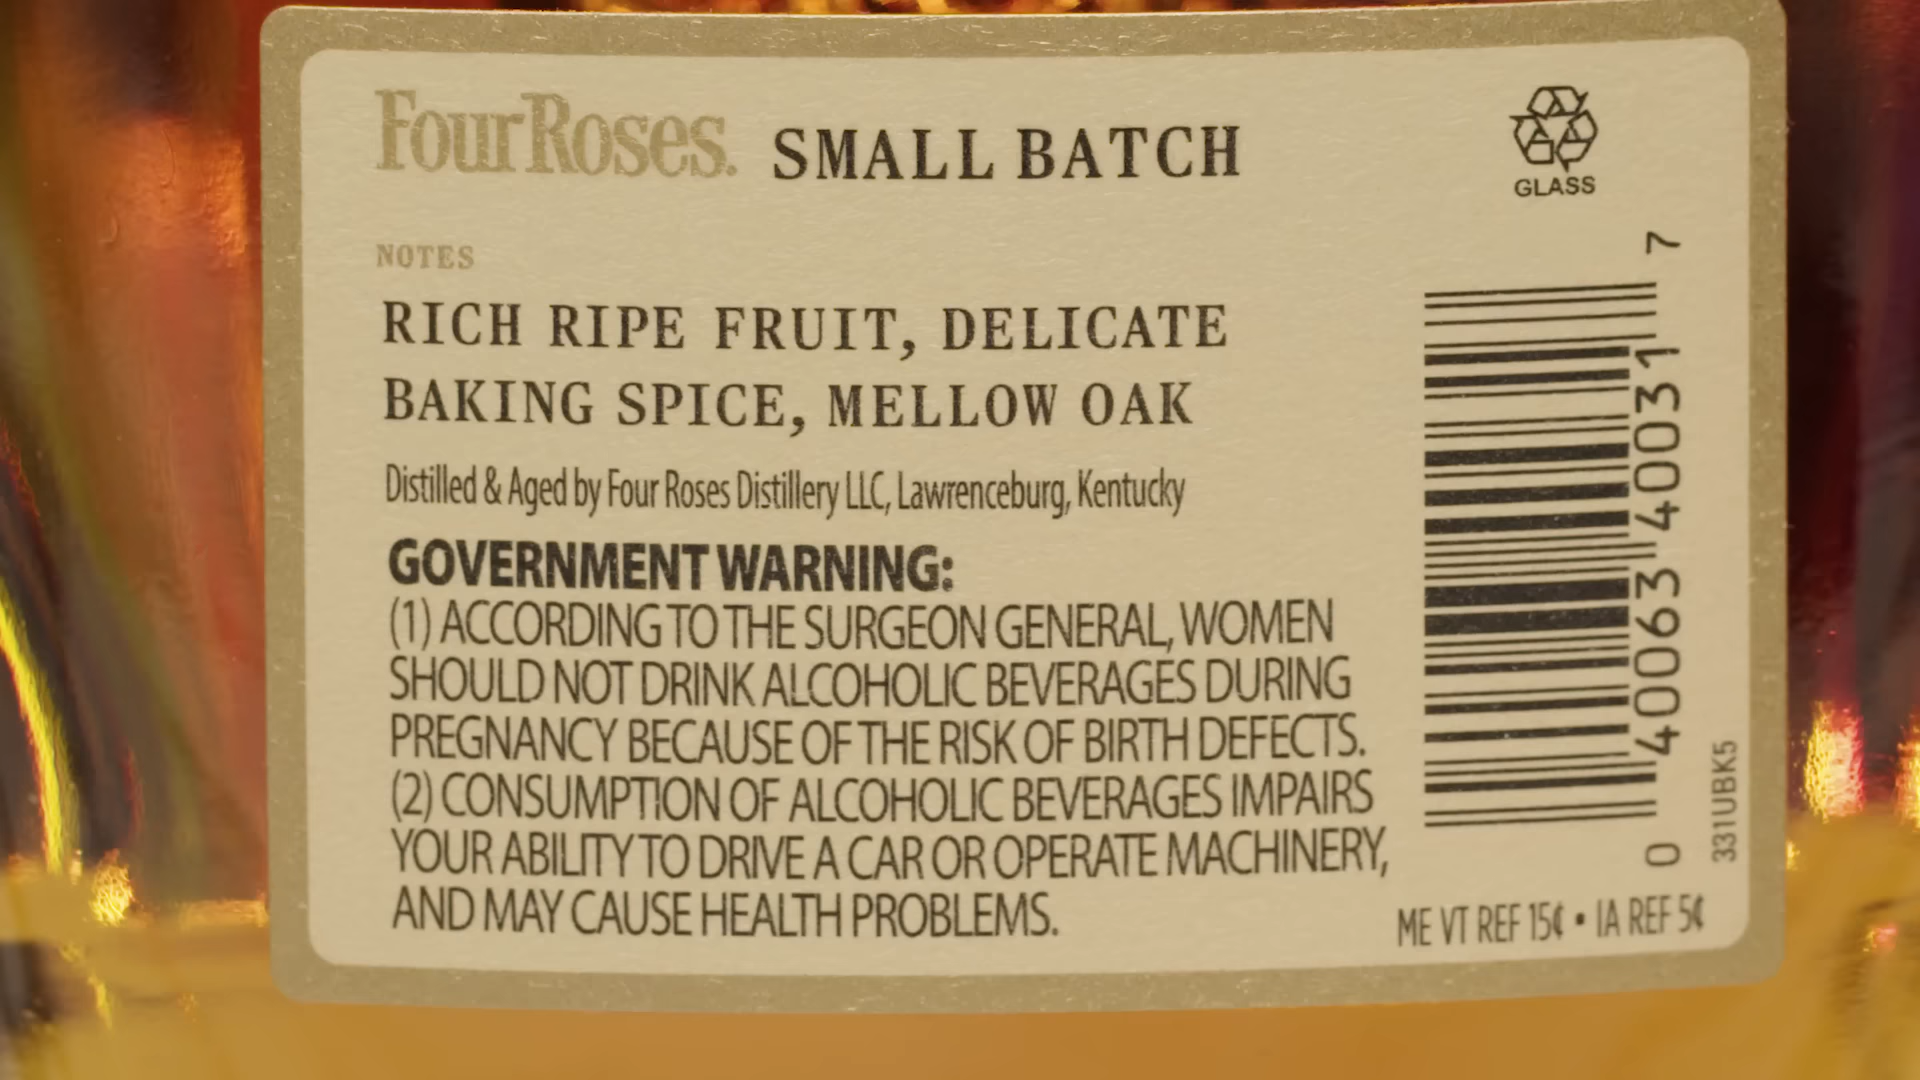 Four Roses. SMALL BATCH
GLASS
NOTES
RICH RIPE FRUIT, DELICATE
BAKING SPICE, MELLOW OAK
Distilled & Aged by Four Roses Distillery LLC, Lawrenceburg, Kentucky
GOVERNMENT WARNING:
(1) ACCORDING TO THE SURGEON GENERAL, WOMEN
SHOULD NOT DRINK ALCOHOLIC BEVERAGES DURING
PREGNANCY BECAUSE OF THE RISK OF BIRTH DEFECTS.
(2) CONSUMPTION OF ALCOHOLIC BEVERAGES IMPAIRS
YOUR ABILITY TO DRIVE A CAR OR OPERATE MACHINERY,
AND MAY CAUSE HEALTH PROBLEMS.
0 40063 40031 7
331UBK5
ME VT REF 15¢ • IA REF 5¢